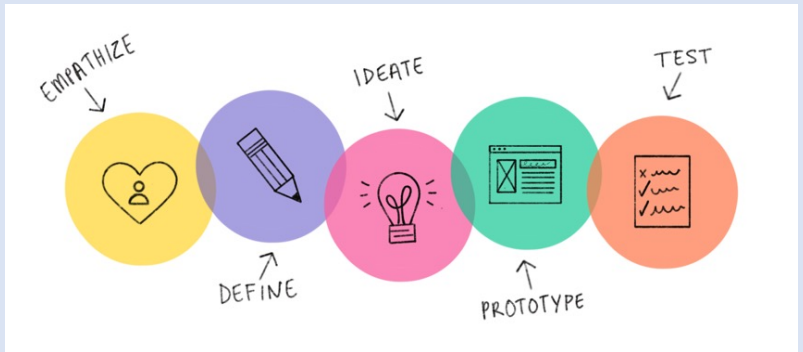 EMPATHIZE
DEFINE
IDEATE
PROTOTYPE
TEST